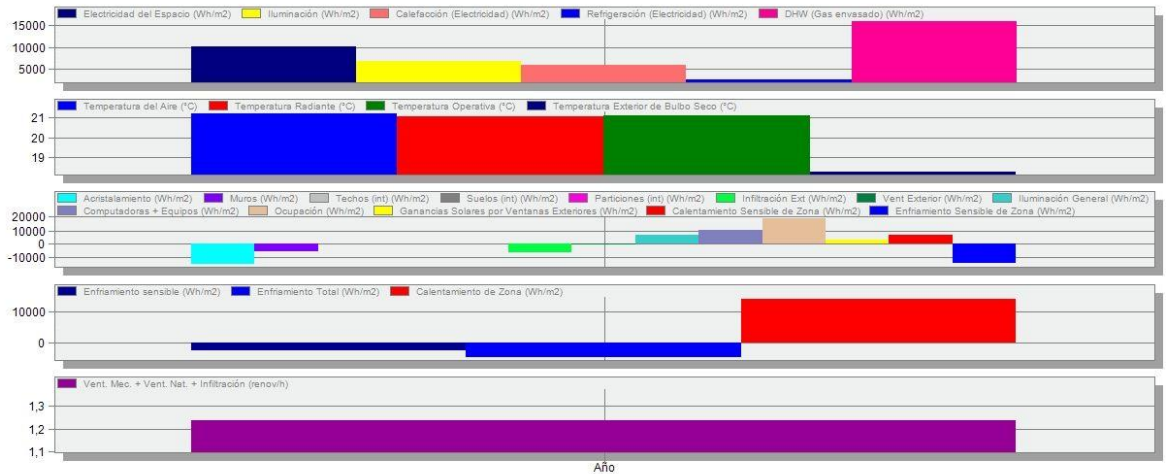 Electricidad del Espacio (Wh/m2) Iluminación (Wh/m2) Calefacción (Electricidad) (Wh/m2) Refrigeración (Electricidad) (Wh/m2) DHW (Gas envasado) (Wh/m2)
15000
10000
5000
Temperatura del Aire (°C) Temperatura Radiante (°C) Temperatura Operativa (°C) Temperatura Exterior de Bulbo Seco (°C)
21
20
19
Acristalamiento (Wh/m2) Muros (Wh/m2) Techos (int) (Wh/m2) Suelos (int) (Wh/m2) Particiones (int) (Wh/m2) Infiltración Ext (Wh/m2) Vent Exterior (Wh/m2) Iluminación General (Wh/m2)
Computadoras + Equipos (Wh/m2) Ocupación (Wh/m2) Ganancias Solares por Ventanas Exteriores (Wh/m2) Calentamiento Sensible de Zona (Wh/m2) Enfriamiento Sensible de Zona (Wh/m2)
20000
10000
0
-10000
Enfriamiento sensible (Wh/m2) Enfriamiento Total (Wh/m2) Calentamiento de Zona (Wh/m2)
10000
0
Vent. Mec. + Vent. Nat. + Infiltración (renov/h)
1,3
1,2
1,1
Año